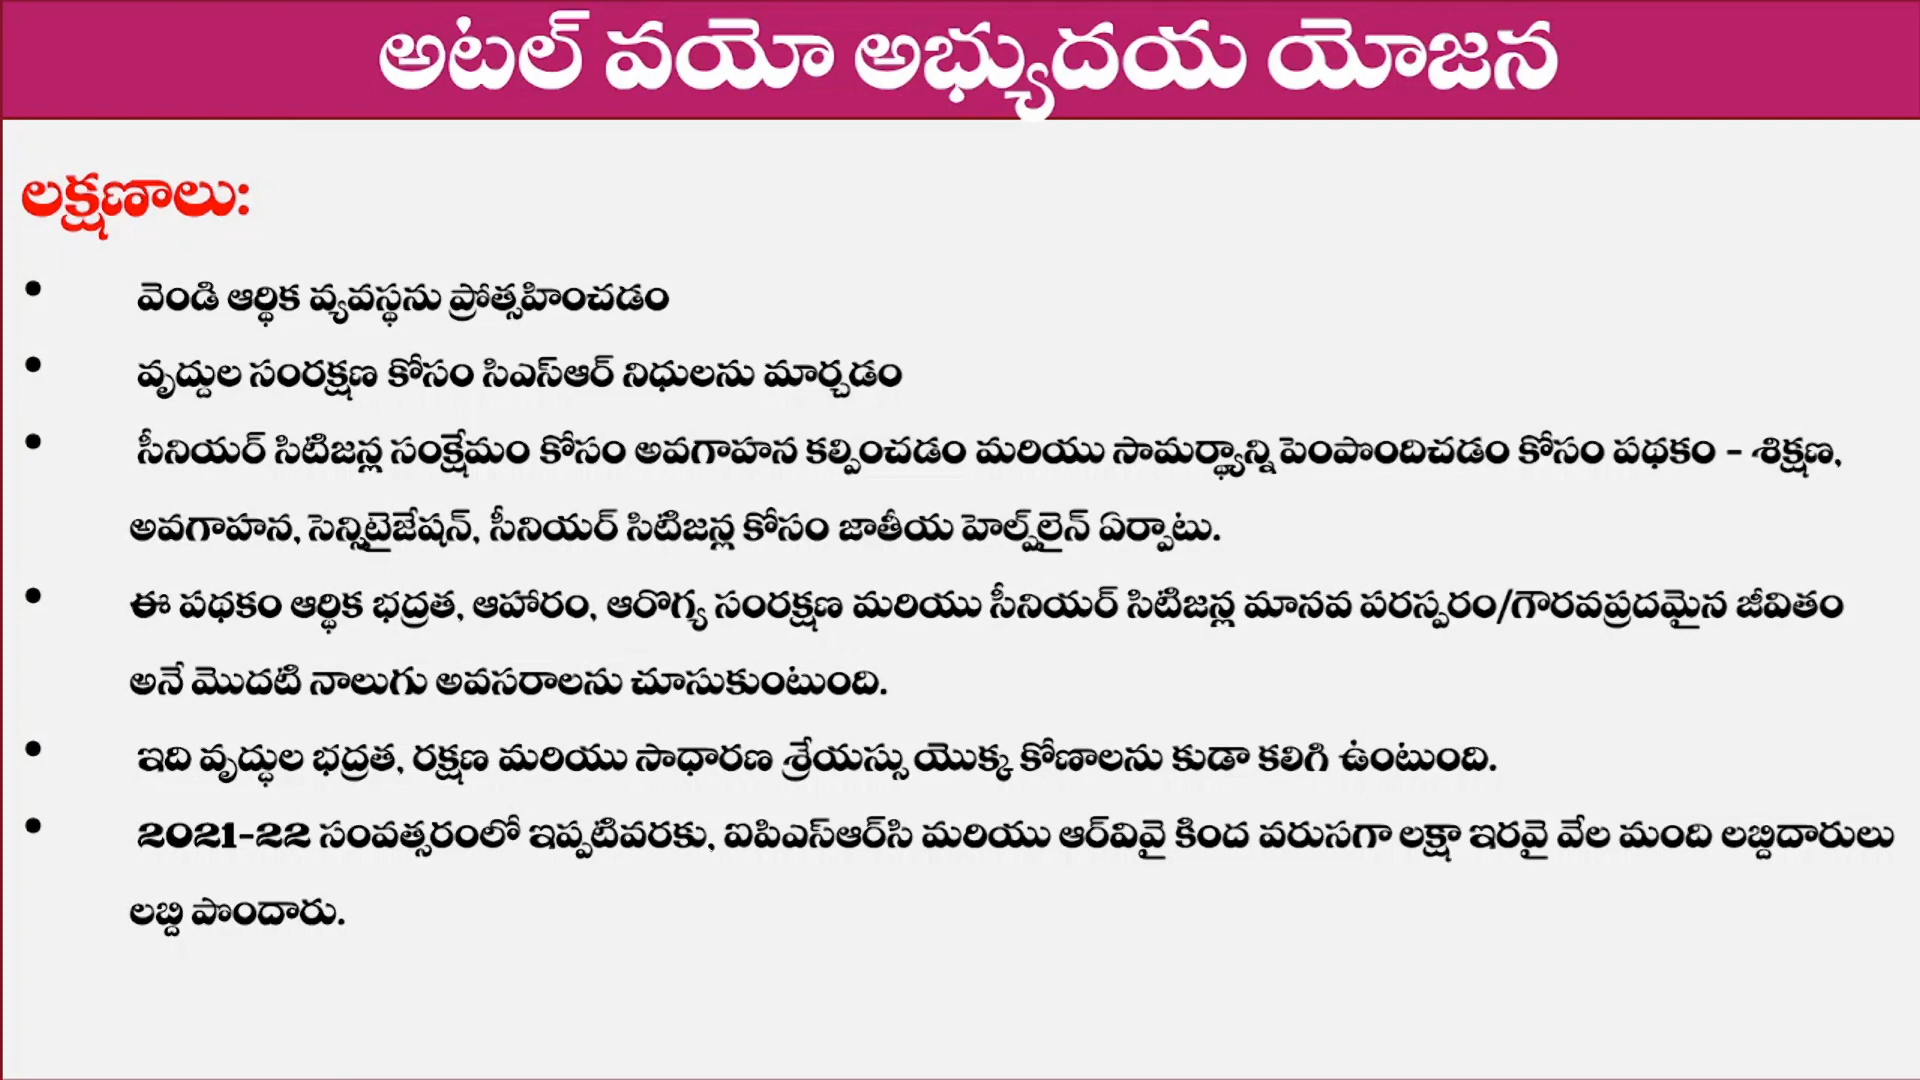 అటల్ వయో అభ్యుదయ యోజన
లక్షణాలు:
• వెండి ఆర్థిక వ్యవస్థను ప్రోత్సహించడం
• వృద్దుల సంరక్షణ కోసం సిఎస్ఆర్ నిధులను మార్చడం
• సీనియర్ సిటిజన్ల సంక్షేమం కోసం అవగాహన కల్పించడం మరియు సామర్థ్యాన్ని పెంపొందిచడం కోసం పథకం - శిక్షణ,
అవగాహన, సెన్సిటైజేషన్, సీనియర్ సిటిజన్ల కోసం జాతీయ హెల్ప్‌లైన్ ఏర్పాటు.
• ఈ పథకం ఆర్థిక భద్రత, ఆహారం, ఆరోగ్య సంరక్షణ మరియు సీనియర్ సిటిజన్ల మానవ పరస్పరం/గౌరవప్రదమైన జీవితం
అనే మొదటి నాలుగు అవసరాలను చూసుకుంటుంది.
• ఇది వృద్ధుల భద్రత, రక్షణ మరియు సాధారణ శ్రేయస్సు యొక్క కోణాలను కుడా కలిగి ఉంటుంది.
• 2021-22 సంవత్సరంలో ఇప్పటివరకు, ఐపిఎస్ఆర్‌సి మరియు ఆర్‌వివై కింద వరుసగా లక్షా ఇరవై వేల మంది లబ్దిదారులు
లబ్ది పొందారు.